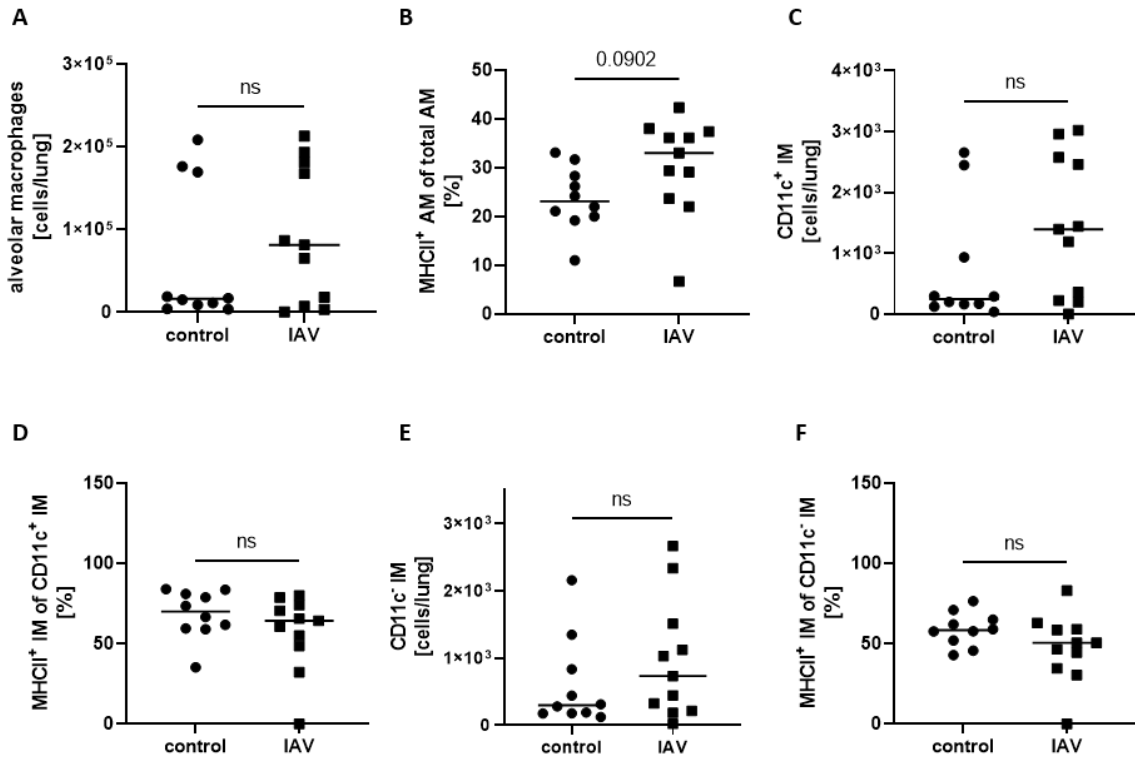 A
alveolar macrophages
[cells/lung]
3×10⁵
2×10⁵
1×10⁵
0
ns
control
IAV
B
MHCII⁺ AM of total AM
[%]
50
40
30
20
10
0
0.0902
control
IAV
C
CD11c⁺ IM
[cells/lung]
4×10³
3×10³
2×10³
1×10³
0
ns
control
IAV
D
MHCII⁺ IM of CD11c⁺ IM
[%]
150
100
50
0
ns
control
IAV
E
CD11c⁻ IM
[cells/lung]
3×10³
2×10³
1×10³
0
ns
control
IAV
F
MHCII⁺ IM of CD11c⁻ IM
[%]
150
100
50
0
ns
control
IAV